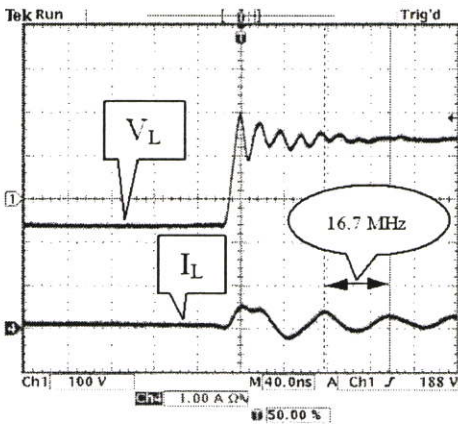 Tek Run Trig'd
T
V_L
1
16.7 MHz
I_L
4
Ch1 100 V M 40.0ns A Ch1 ƒ 188 V
Ch4 1.00 A Ω
50.00 %